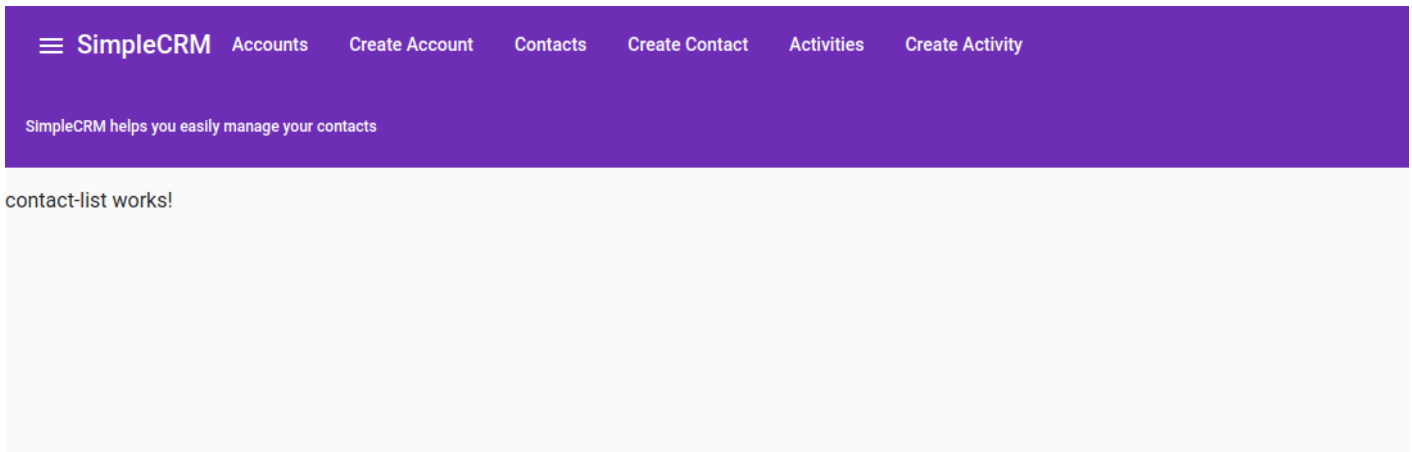 SimpleCRM Accounts Create Account Contacts Create Contact Activities Create Activity
SimpleCRM helps you easily manage your contacts
contact-list works!